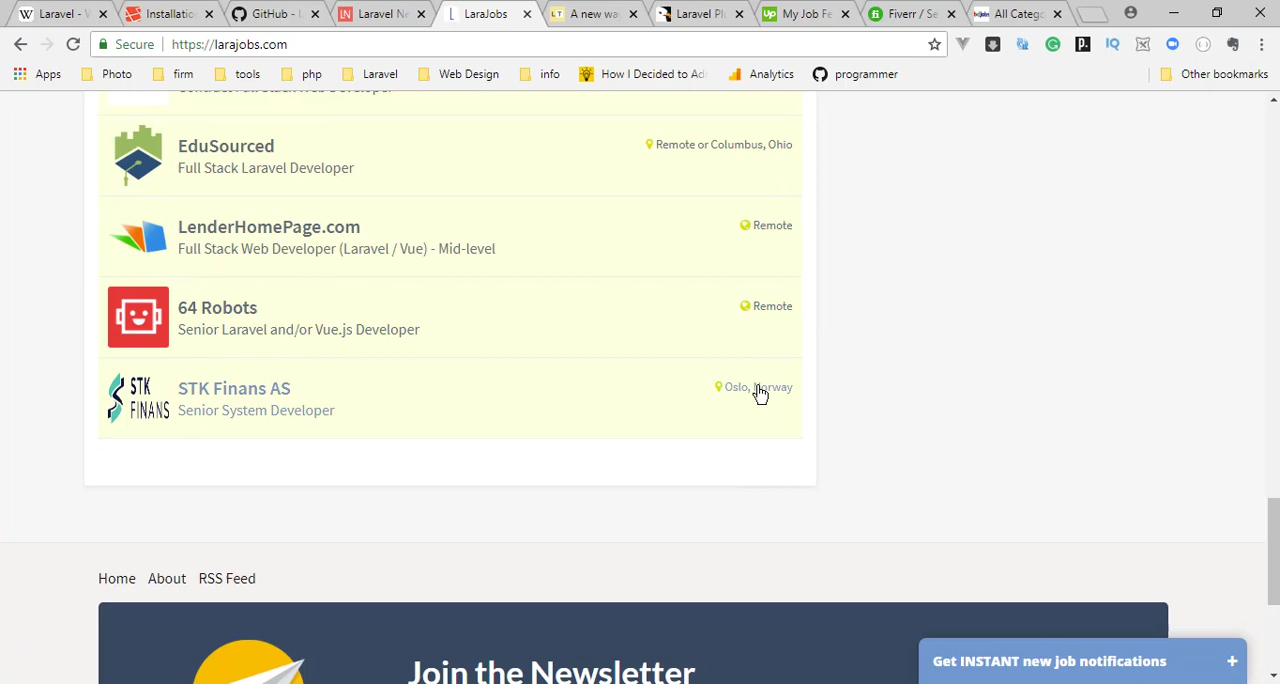 Laravel -
Installatio
GitHub - L
Laravel Ne
LaraJobs
A new wa
Laravel Plu
My Job Fe
Fiverr / Se
All Catego
Secure
https://larajobs.com
Apps
Photo
firm
tools
php
Laravel
Web Design
info
How I Decided to Ad
Analytics
programmer
Other bookmarks
EduSourced
Remote or Columbus, Ohio
Full Stack Laravel Developer
LenderHomePage.com
Remote
Full Stack Web Developer (Laravel / Vue) - Mid-level
64 Robots
Remote
Senior Laravel and/or Vue.js Developer
STK
FINANS
STK Finans AS
Oslo, Norway
Senior System Developer
Home About RSS Feed
Join the Newsletter
Get INSTANT new job notifications +